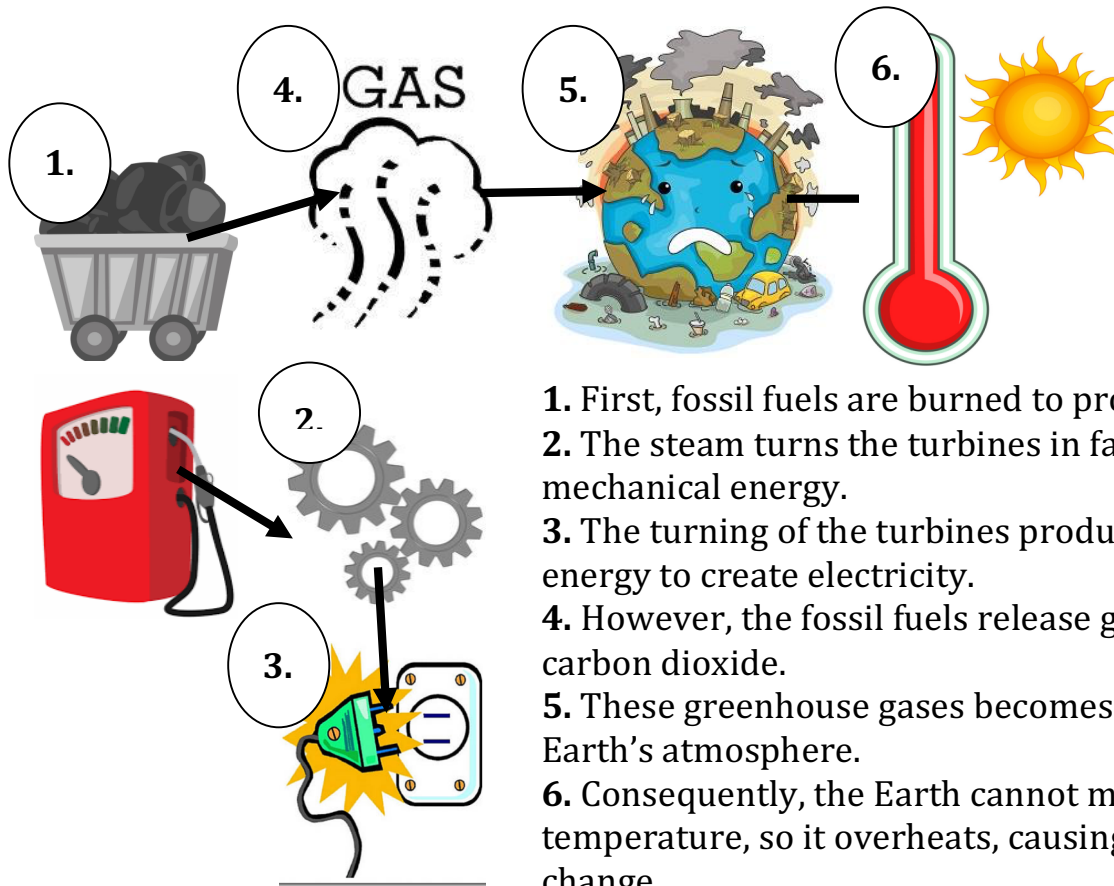 1.
4. GAS
5.
6.
2.
3.
1. First, fossil fuels are burned to pro
2. The steam turns the turbines in fa
mechanical energy.
3. The turning of the turbines produ
energy to create electricity.
4. However, the fossil fuels release g
carbon dioxide.
5. These greenhouse gases becomes
Earth’s atmosphere.
6. Consequently, the Earth cannot m
temperature, so it overheats, causing
change.